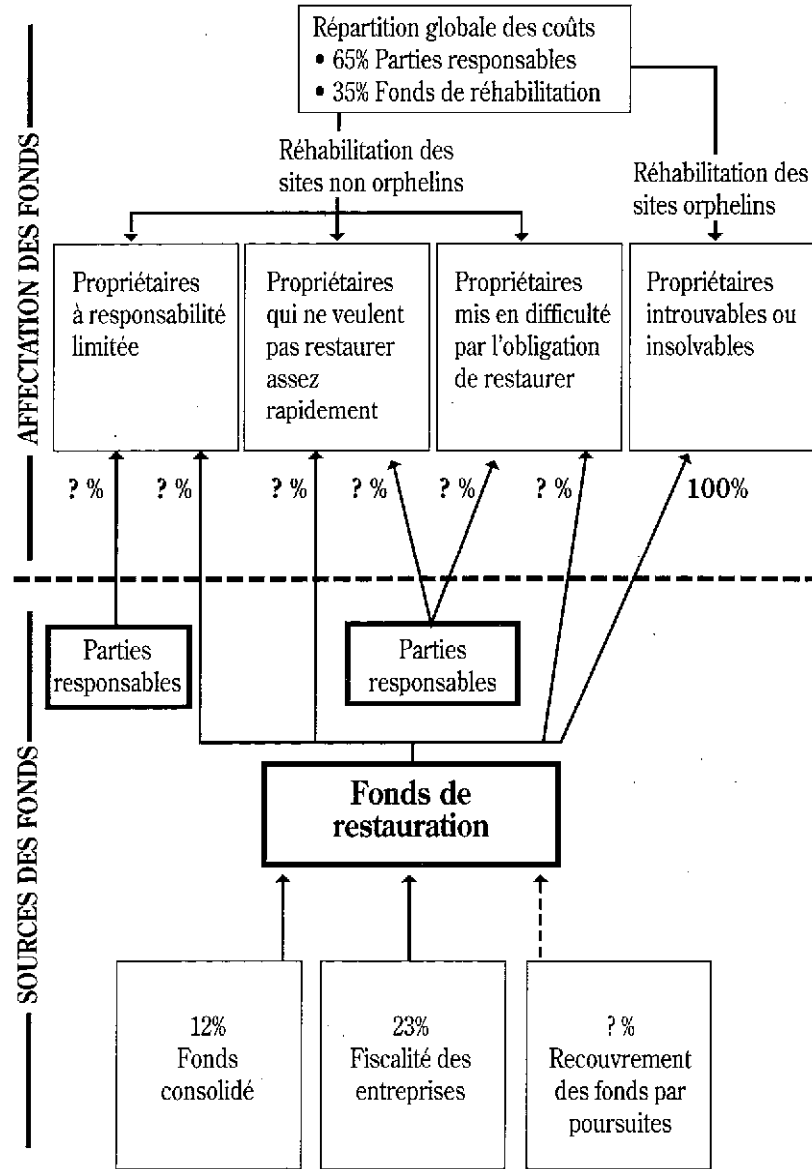 Répartition globale des coûts
• 65% Parties responsables
• 35% Fonds de réhabilitation
Réhabilitation des
sites non orphelins
Réhabilitation des
sites orphelins
AFFECTATION DES FONDS
Propriétaires
à responsabilité
limitée
Propriétaires
qui ne veulent
pas restaurer
assez
rapidement
Propriétaires
mis en difficulté
par l'obligation
de restaurer
Propriétaires
introuvables ou
insolvables
? %
? %
? %
? %
? %
? %
100%
SOURCES DES FONDS
Parties
responsables
Parties
responsables
Fonds de
restauration
12%
Fonds
consolidé
23%
Fiscalité des
entreprises
? %
Recouvrement
des fonds par
poursuites